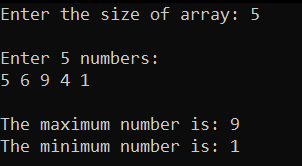 Enter the size of array: 5
Enter 5 numbers:
5 6 9 4 1
The maximum number is: 9
The minimum number is: 1